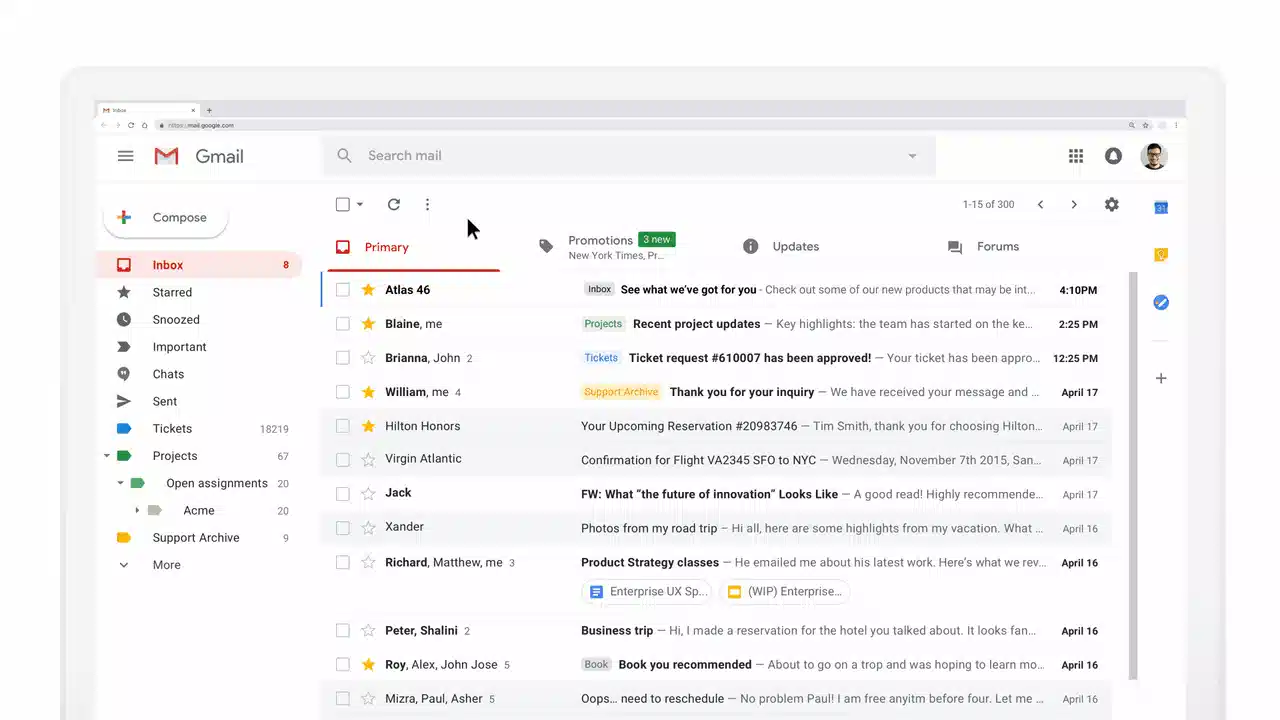 Inbox
https://mail.google.com
Gmail
Search mail
Compose
1-15 of 300
31
Primary
Promotions 3 new
New York Times, Pr...
Updates
Forums
Inbox 8
Starred
Snoozed
Important
Chats
Sent
Tickets 18219
Projects 67
Open assignments 20
Acme 20
Support Archive 9
More
Atlas 46 Inbox See what we've got for you - Check out some of our new products that may be int... 4:10PM
Blaine, me Projects Recent project updates — Key highlights: the team has started on the ke... 2:25 PM
Brianna, John 2 Tickets Ticket request #610007 has been approved! — Your ticket has been appro... 12:25 PM
William, me 4 Support Archive Thank you for your inquiry — We have received your message and ... April 17
Hilton Honors Your Upcoming Reservation #20983746 — Tim Smith, thank you for choosing Hilton... April 17
Virgin Atlantic Confirmation for Flight VA2345 SFO to NYC — Wednesday, November 7th 2015, San... April 17
Jack FW: What “the future of innovation” Looks Like — A good read! Highly recommende... April 17
Xander Photos from my road trip — Hi all, here are some highlights from my vacation. What ... April 16
Richard, Matthew, me 3 Product Strategy classes — He emailed me about his latest work. Here's what we rev... April 16
Enterprise UX Sp... (WIP) Enterprise...
Peter, Shalini 2 Business trip — Hi, I made a reservation for the hotel you talked about. It looks fan... April 16
Roy, Alex, John Jose 5 Book Book you recommended — About to go on a trop and was hoping to learn mo... April 16
Mizra, Paul, Asher 5 Oops... need to reschedule — No problem Paul! I am free anyitm before four. Let me ... April 16